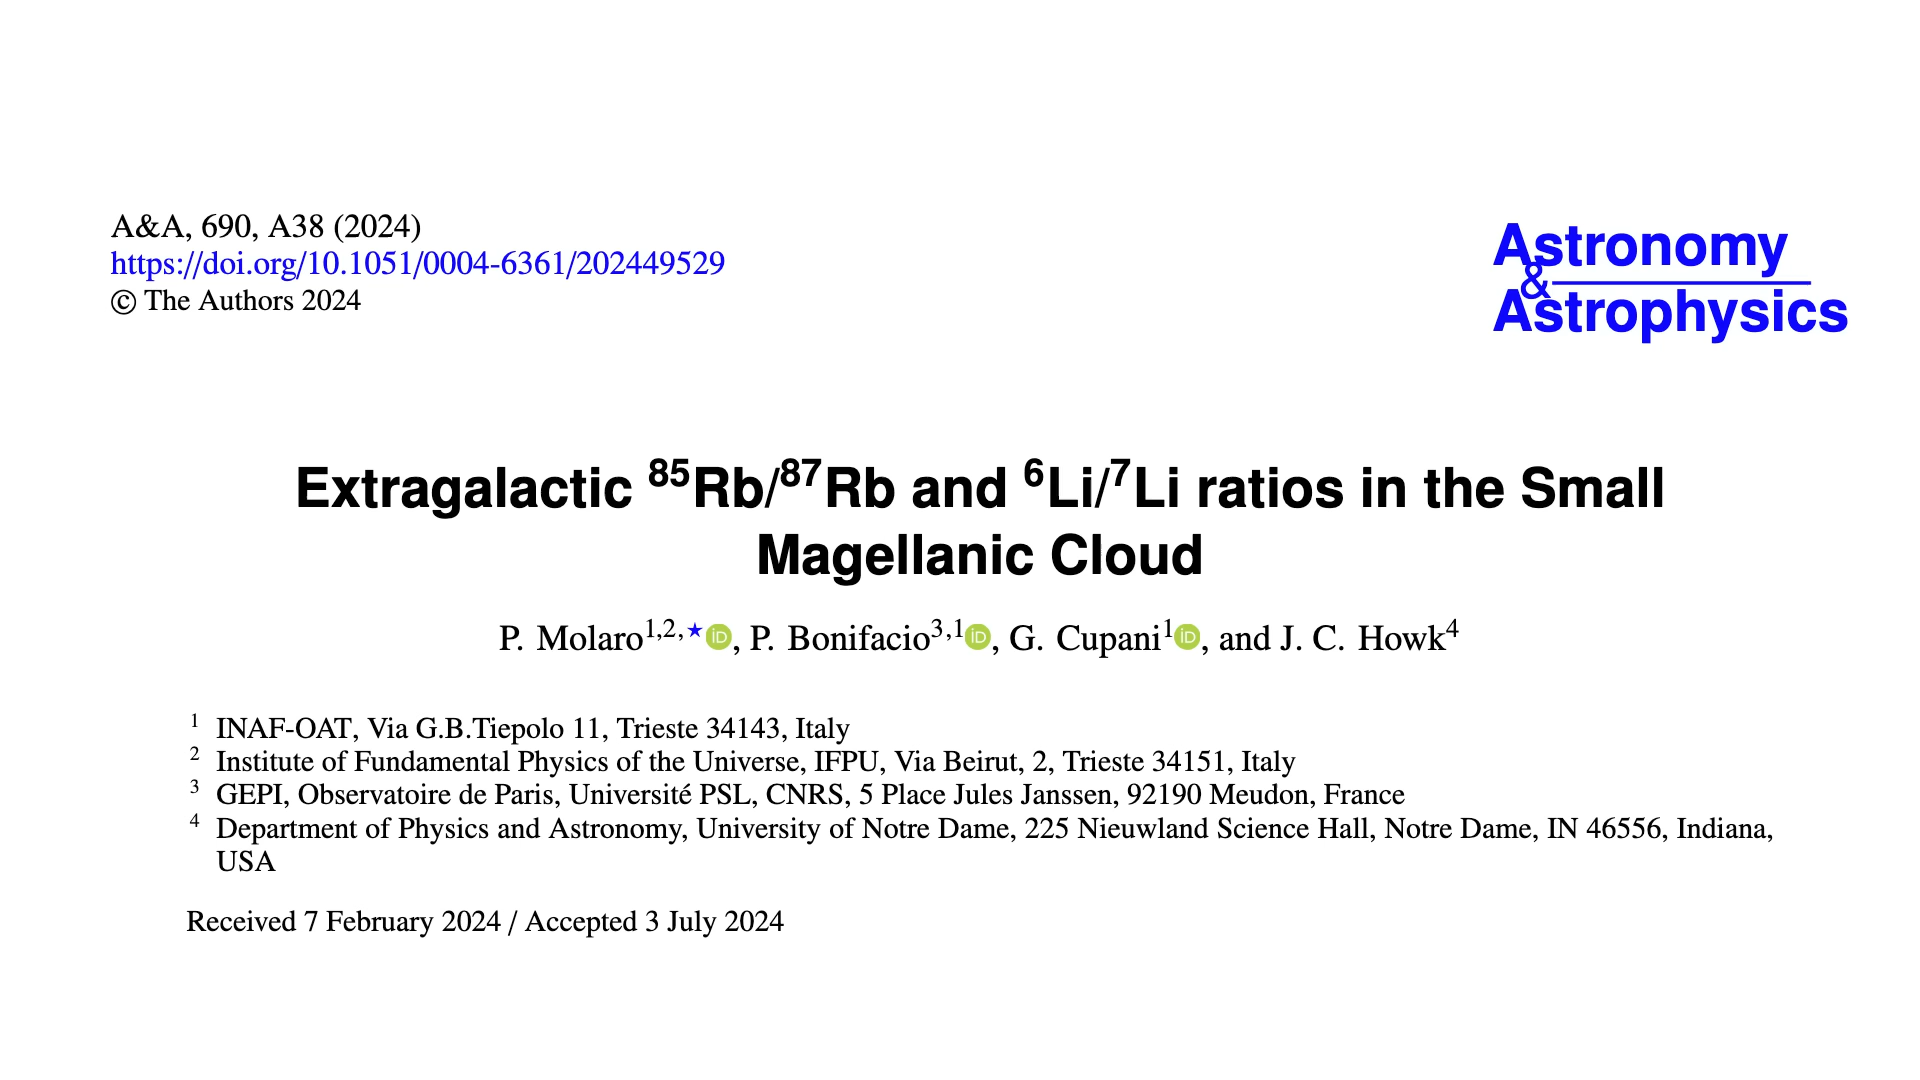 A&A, 690, A38 (2024)
https://doi.org/10.1051/0004-6361/202449529
© The Authors 2024
Astronomy
&
Astrophysics
Extragalactic ⁸⁵Rb/⁸⁷Rb and ⁶Li/⁷Li ratios in the Small
Magellanic Cloud
P. Molaro¹,²,★ iD, P. Bonifacio³,¹ iD, G. Cupani¹ iD, and J. C. Howk⁴
¹ INAF-OAT, Via G.B.Tiepolo 11, Trieste 34143, Italy
² Institute of Fundamental Physics of the Universe, IFPU, Via Beirut, 2, Trieste 34151, Italy
³ GEPI, Observatoire de Paris, Université PSL, CNRS, 5 Place Jules Janssen, 92190 Meudon, France
⁴ Department of Physics and Astronomy, University of Notre Dame, 225 Nieuwland Science Hall, Notre Dame, IN 46556, Indiana,
USA
Received 7 February 2024 / Accepted 3 July 2024